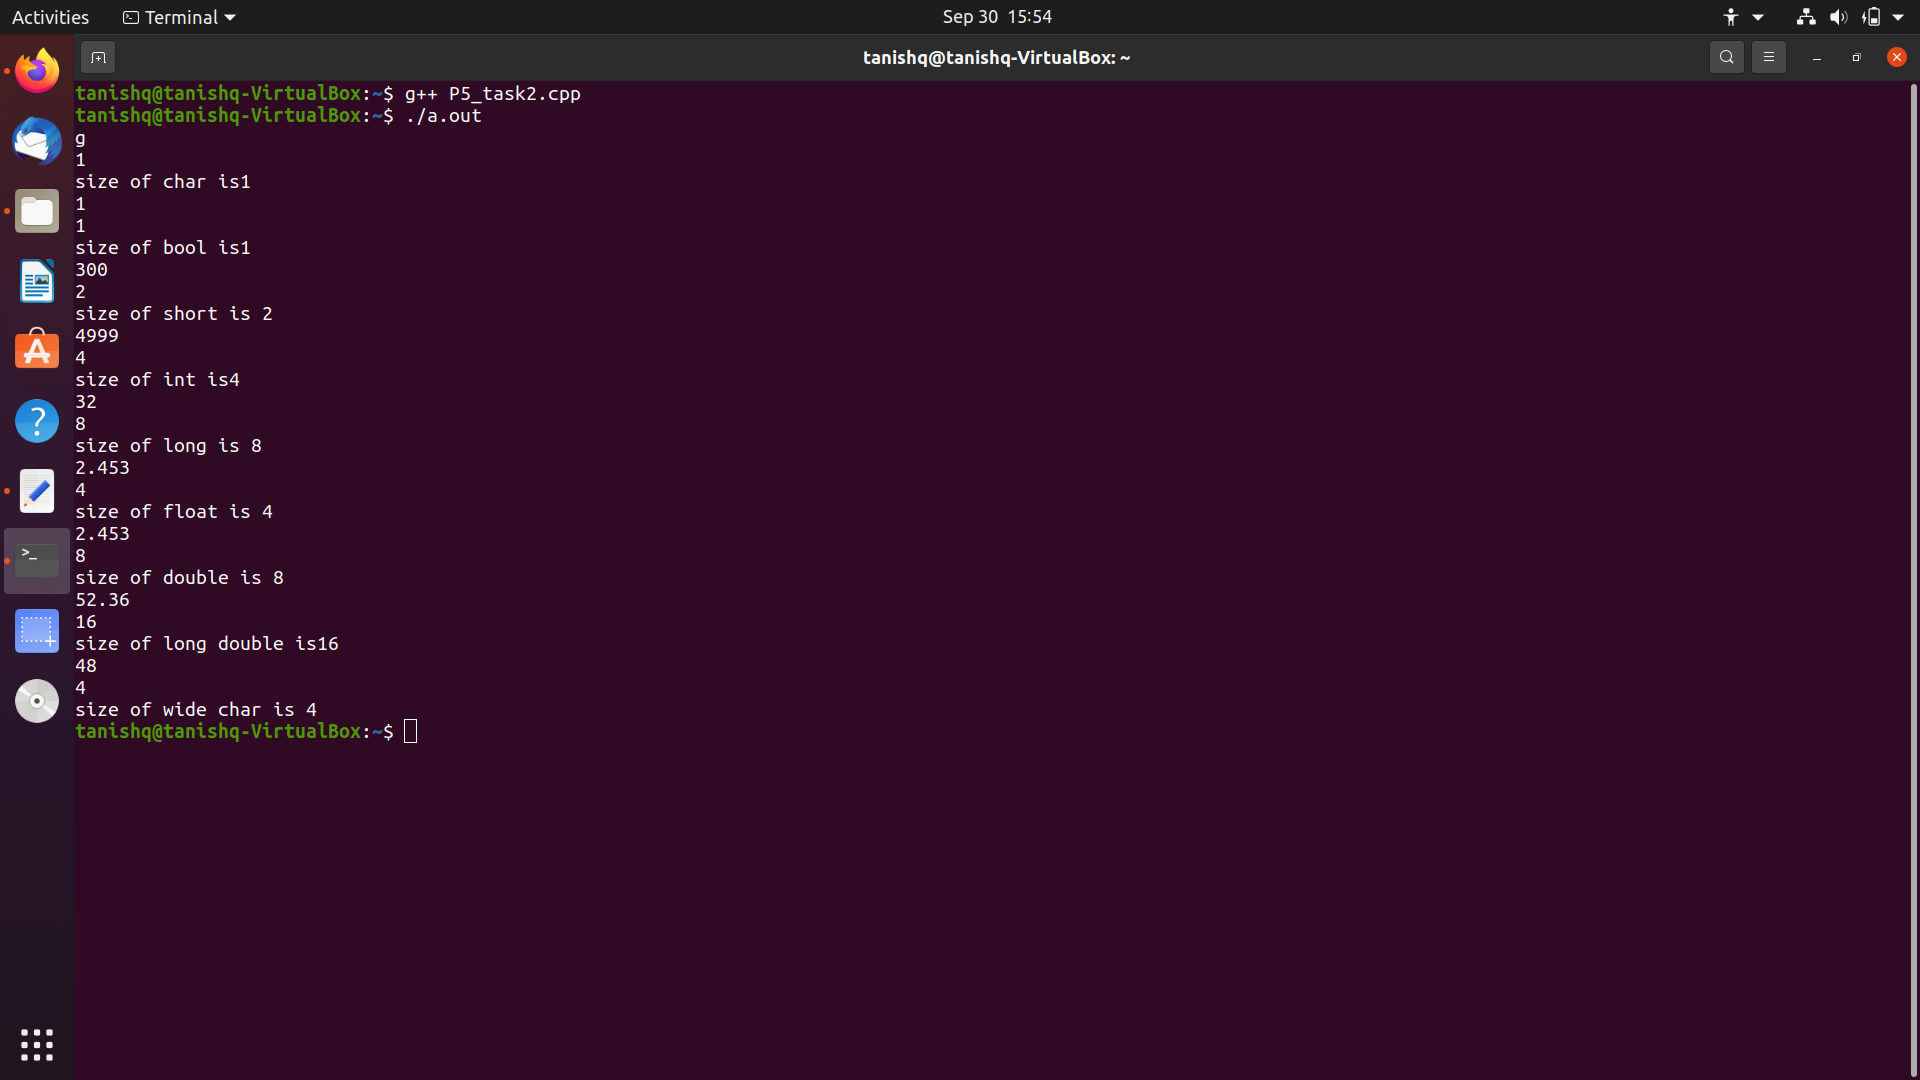 Activities Terminal Sep 30 15:54
tanishq@tanishq-VirtualBox: ~
tanishq@tanishq-VirtualBox:~$ g++ P5_task2.cpp
tanishq@tanishq-VirtualBox:~$ ./a.out
g
1
size of char is1
1
1
size of bool is1
300
2
size of short is 2
4999
4
size of int is4
32
8
size of long is 8
2.453
4
size of float is 4
2.453
8
size of double is 8
52.36
16
size of long double is16
48
4
size of wide char is 4
tanishq@tanishq-VirtualBox:~$